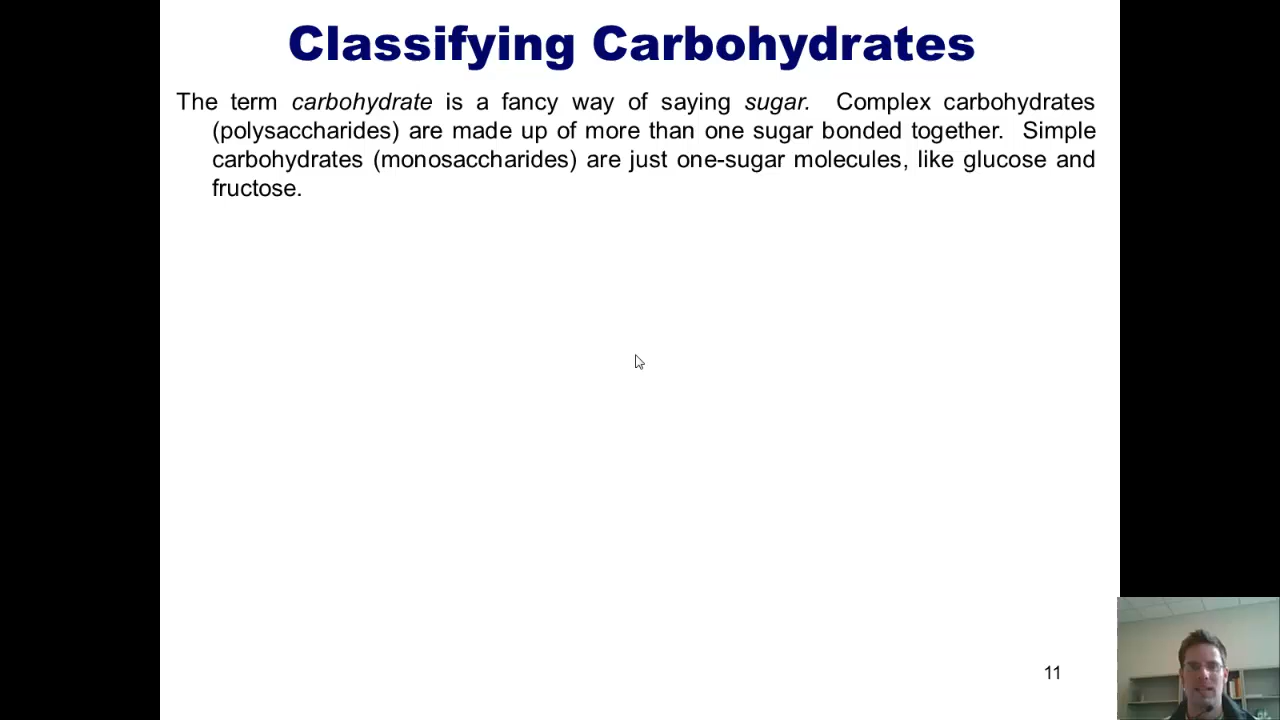 Classifying Carbohydrates
The term carbohydrate is a fancy way of saying sugar. Complex carbohydrates
(polysaccharides) are made up of more than one sugar bonded together. Simple
carbohydrates (monosaccharides) are just one-sugar molecules, like glucose and
fructose.
11